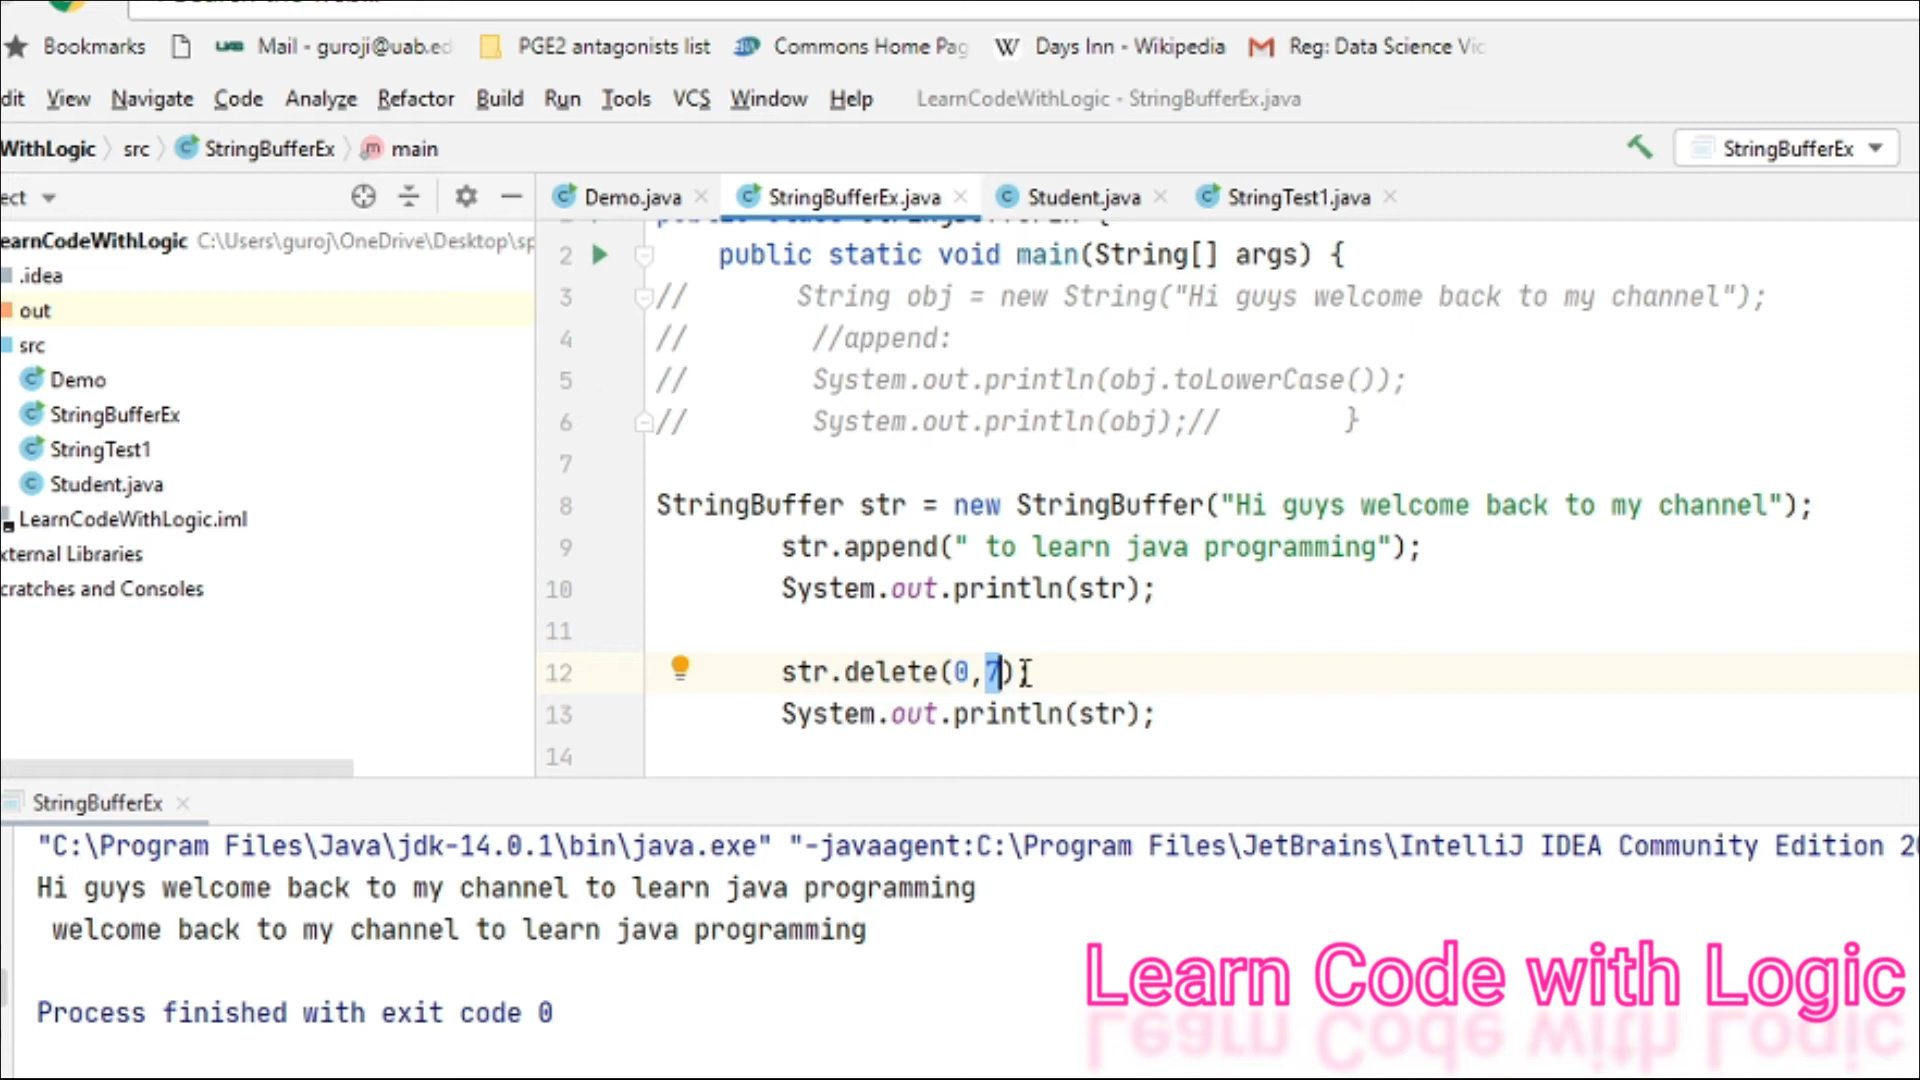 Bookmarks Mail - guroji@uab.ed PGE2 antagonists list Commons Home Pag Days Inn - Wikipedia Reg: Data Science Vic
dit View Navigate Code Analyze Refactor Build Run Tools VCS Window Help LearnCodeWithLogic - StringBufferEx.java
WithLogic src StringBufferEx main StringBufferEx
ect Demo.java StringBufferEx.java Student.java StringTest1.java
earnCodeWithLogic C:\Users\guroj\OneDrive\Desktop\sp
.idea
out
src
Demo
StringBufferEx
StringTest1
Student.java
LearnCodeWithLogic.iml
xternal Libraries
cratches and Consoles
2 public static void main(String[] args) {
3 // String obj = new String("Hi guys welcome back to my channel");
4 // //append:
5 // System.out.println(obj.toLowerCase());
6 // System.out.println(obj);// }
7
8 StringBuffer str = new StringBuffer("Hi guys welcome back to my channel");
9 str.append(" to learn java programming");
10 System.out.println(str);
11
12 str.delete(0,7);
13 System.out.println(str);
14
StringBufferEx
"C:\Program Files\Java\jdk-14.0.1\bin\java.exe" "-javaagent:C:\Program Files\JetBrains\IntelliJ IDEA Community Edition 20
Hi guys welcome back to my channel to learn java programming
welcome back to my channel to learn java programming
Process finished with exit code 0
Learn Code with Logic